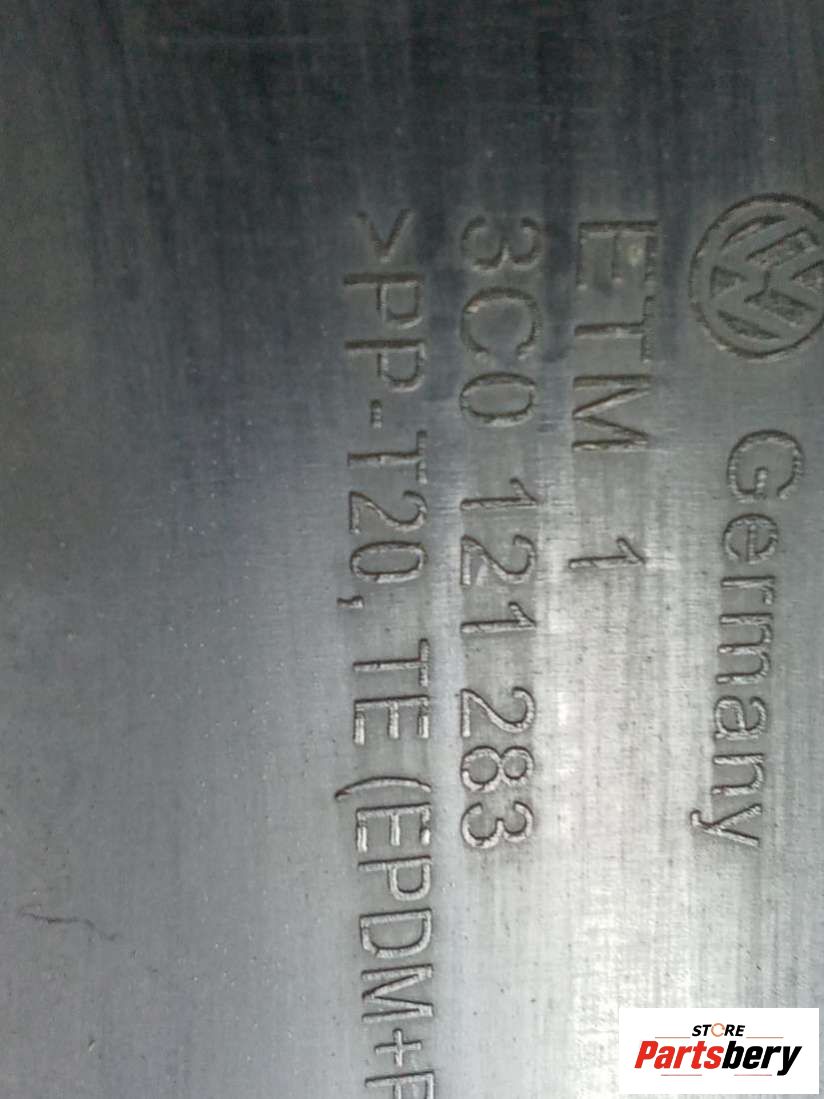 Germany
ETM 1
3C0 121 283
>PP-T20, TE (EPDM+P
STORE
Partsbery